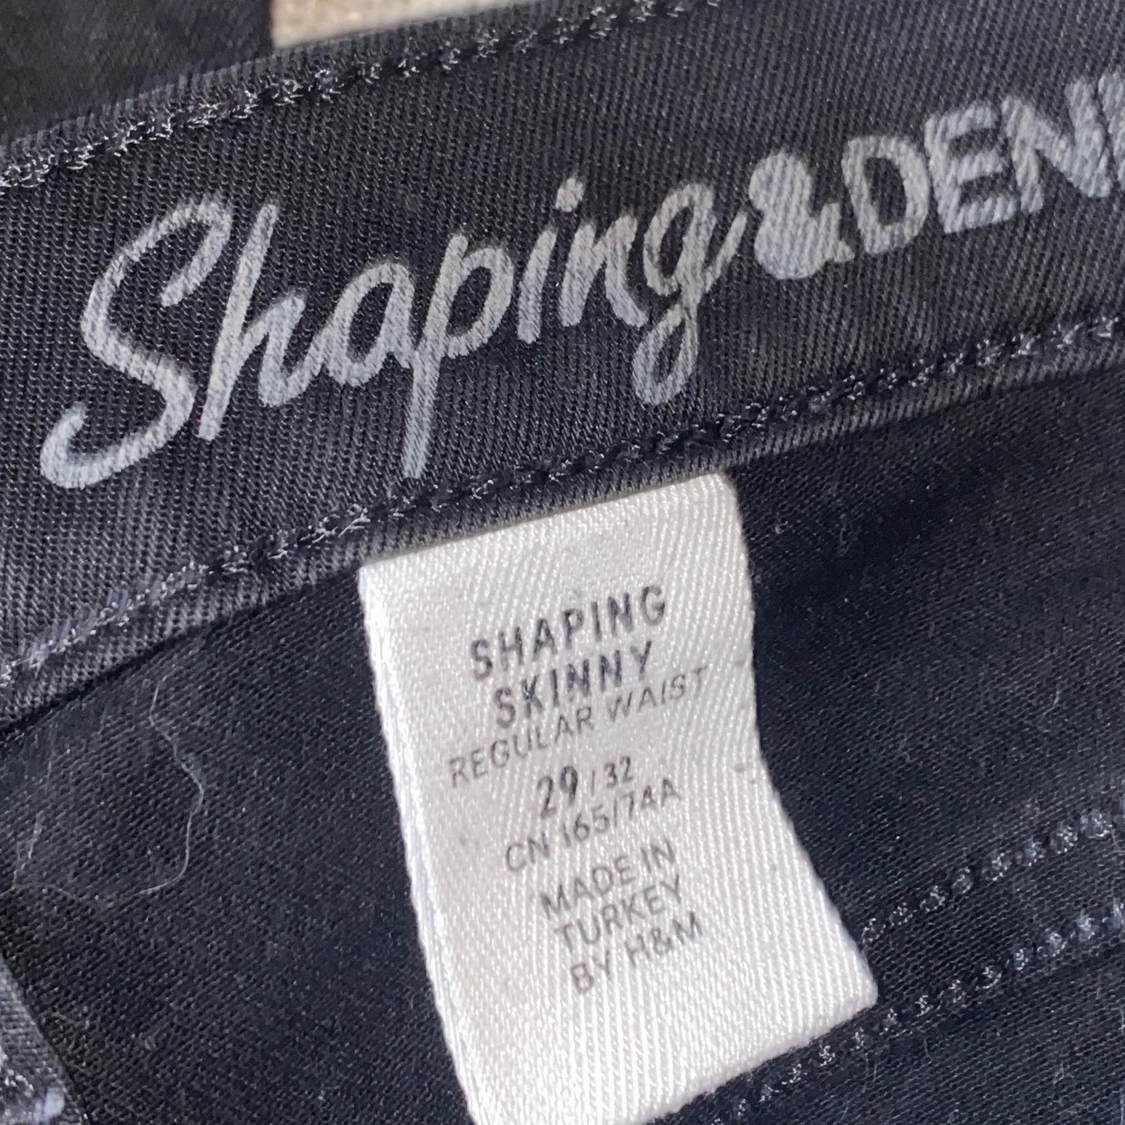 Shaping &DENI
SHAPING
SKINNY
REGULAR WAIST
29/32
CN 165/74A
MADE IN
TURKEY
BY H&M